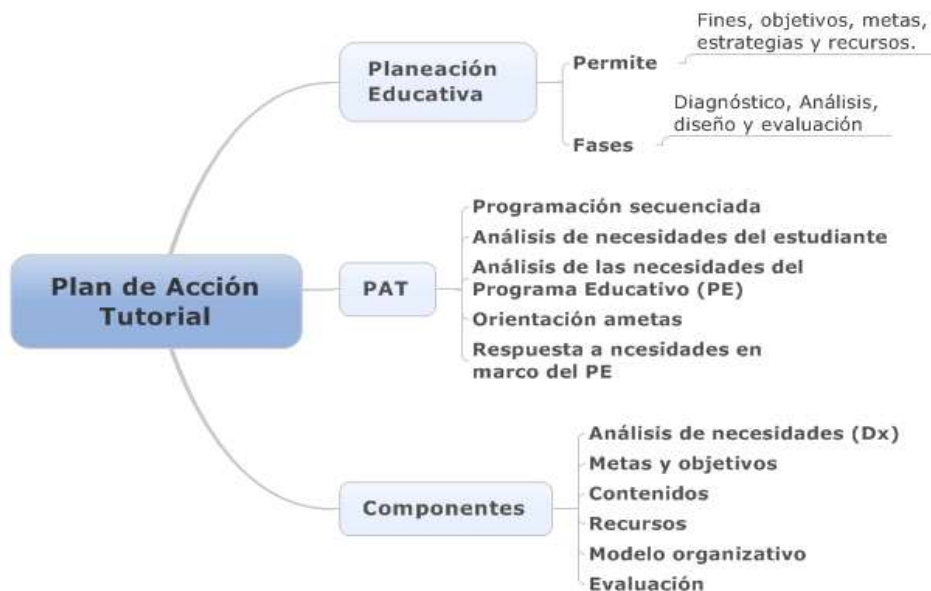 Plan de Acción
Tutorial
Planeación
Educativa
Permite
Fines, objetivos, metas,
estrategias y recursos.
Fases
Diagnóstico, Análisis,
diseño y evaluación
PAT
Programación secuenciada
Análisis de necesidades del estudiante
Análisis de las necesidades del
Programa Educativo (PE)
Orientación ametas
Respuesta a ncesidades en
marco del PE
Componentes
Análisis de necesidades (Dx)
Metas y objetivos
Contenidos
Recursos
Modelo organizativo
Evaluación